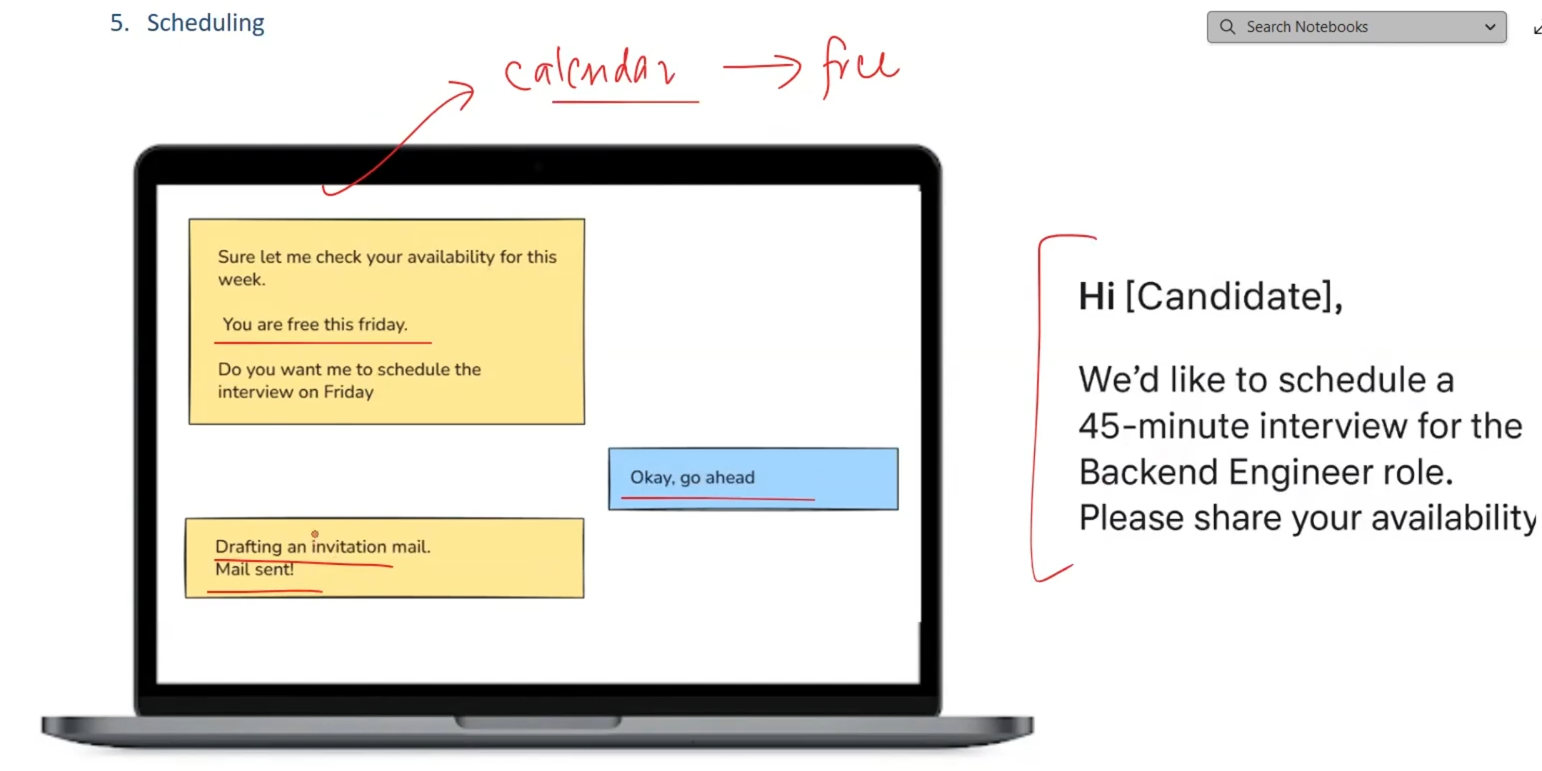 5. Scheduling
Search Notebooks
calendar → free
Sure let me check your availability for this
week.
You are free this friday.
Do you want me to schedule the
interview on Friday
Okay, go ahead
Drafting an invitation mail.
Mail sent!
Hi [Candidate],
We’d like to schedule a
45-minute interview for the
Backend Engineer role.
Please share your availability